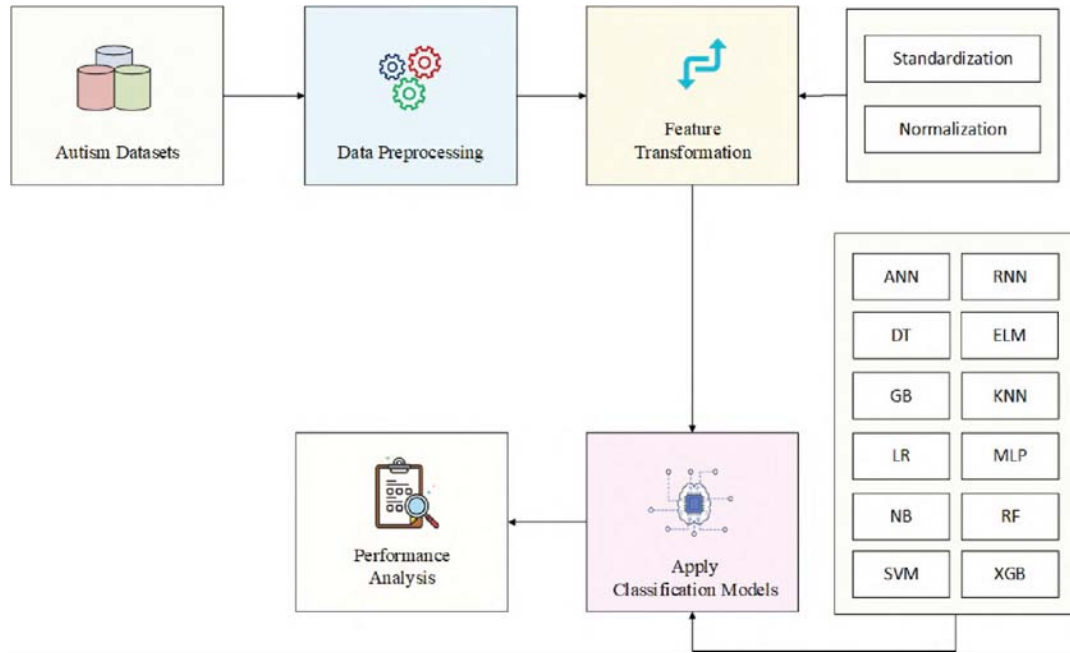 Autism Datasets
Data Preprocessing
Feature
Transformation
Standardization
Normalization
ANN
RNN
DT
ELM
GB
KNN
LR
MLP
NB
RF
SVM
XGB
Performance
Analysis
Apply
Classification Models